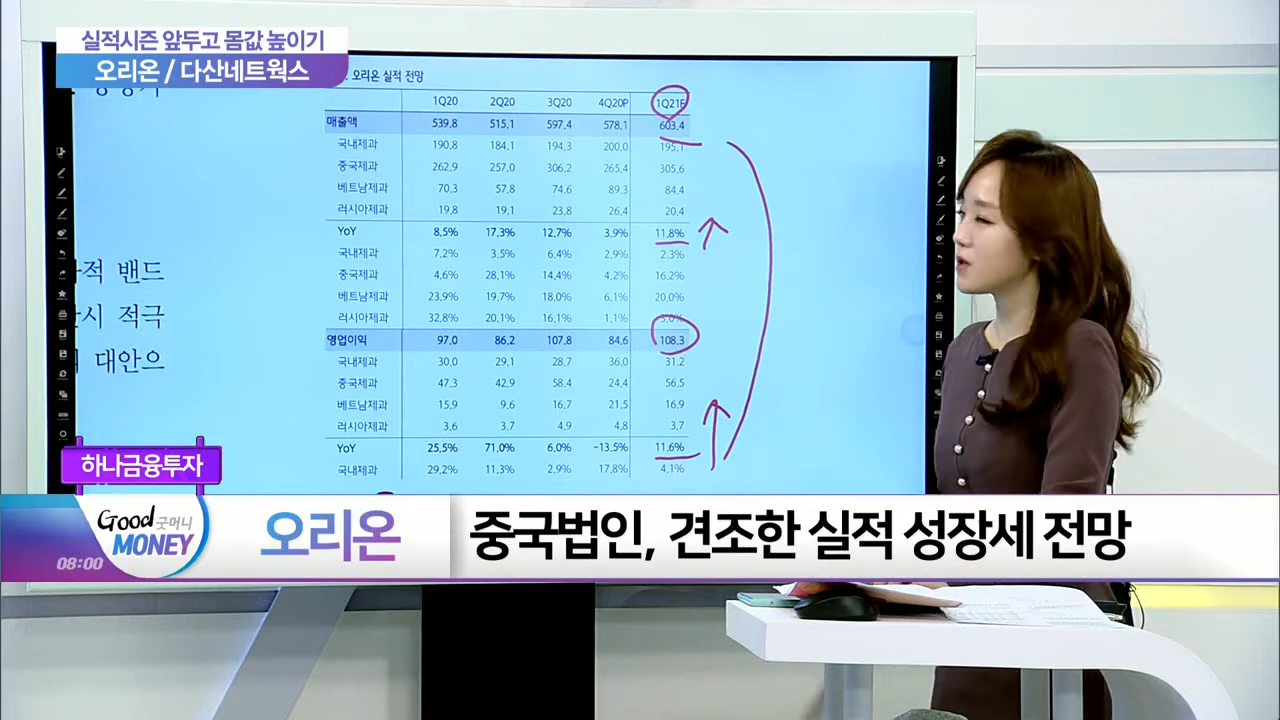 실적시즌 앞두고 몸값 높이기
오리온 / 다산네트웍스
오리온 실적 전망
1Q20 2Q20 3Q20 4Q20P 1Q21F
매출액 539.8 515.1 597.4 578.1 603.4
국내제과 190.8 184.1 194.3 200.0 195.1
중국제과 262.9 257.0 306.2 265.4 305.6
베트남제과 70.3 57.8 74.6 89.3 84.4
러시아제과 19.8 19.1 23.8 26.4 20.4
YoY 8.5% 17.3% 12.7% 3.9% 11.8%
국내제과 7.2% 3.5% 6.4% 2.9% 2.3%
중국제과 4.6% 28.1% 14.4% 4.2% 16.2%
베트남제과 23.9% 19.7% 18.0% 6.1% 20.0%
러시아제과 32.8% 20.1% 16.1% 1.1% 3.0%
영업이익 97.0 86.2 107.8 84.6 108.3
국내제과 30.0 29.1 28.7 36.0 31.2
중국제과 47.3 42.9 58.4 24.4 56.5
베트남제과 15.9 9.6 16.7 21.5 16.9
러시아제과 3.6 3.7 4.9 4.8 3.7
YoY 25.5% 71.0% 6.0% -13.5% 11.6%
국내제과 29.2% 11.3% 2.9% 17.8% 4.1%
밴드
적극
대안으
하나금융투자
Good 굿머니
MONEY
08:00
오리온
중국법인, 견조한 실적 성장세 전망